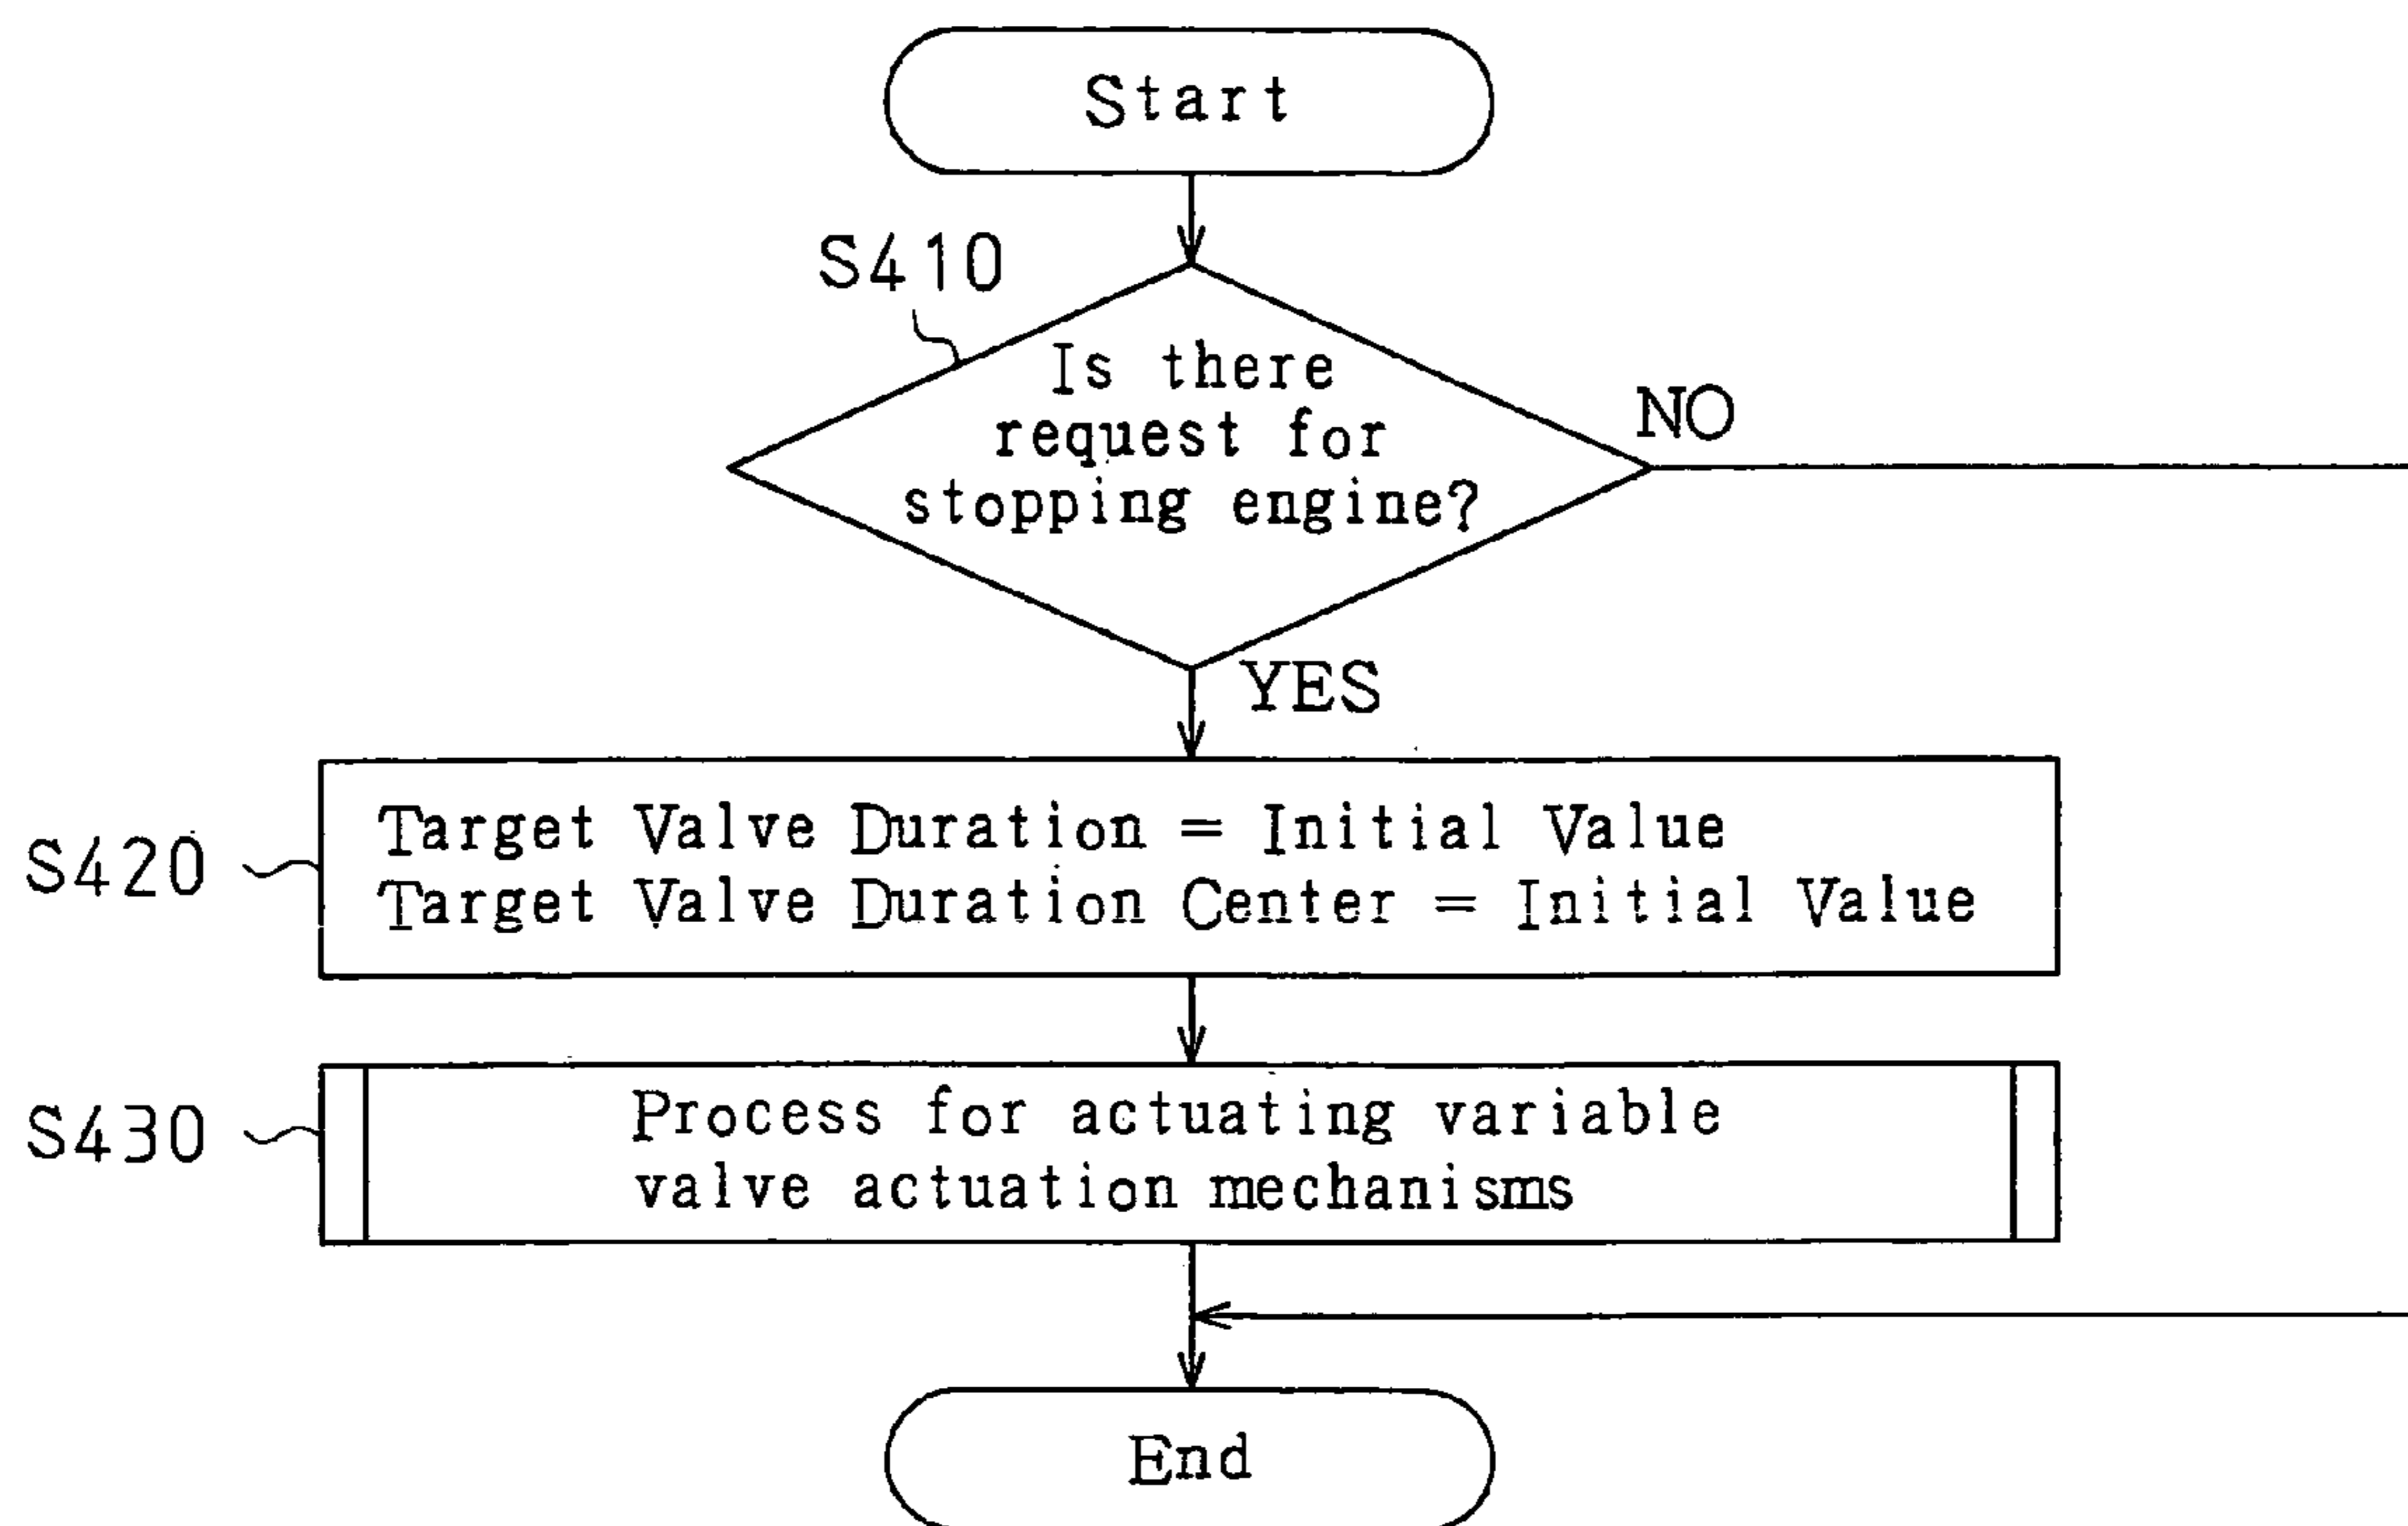 Start
S410
Is there
request for
stopping engine?
NO
YES
S420
Target Valve Duration = Initial Value
Target Valve Duration Center = Initial Value
S430
Process for actuating variable
valve actuation mechanisms
End